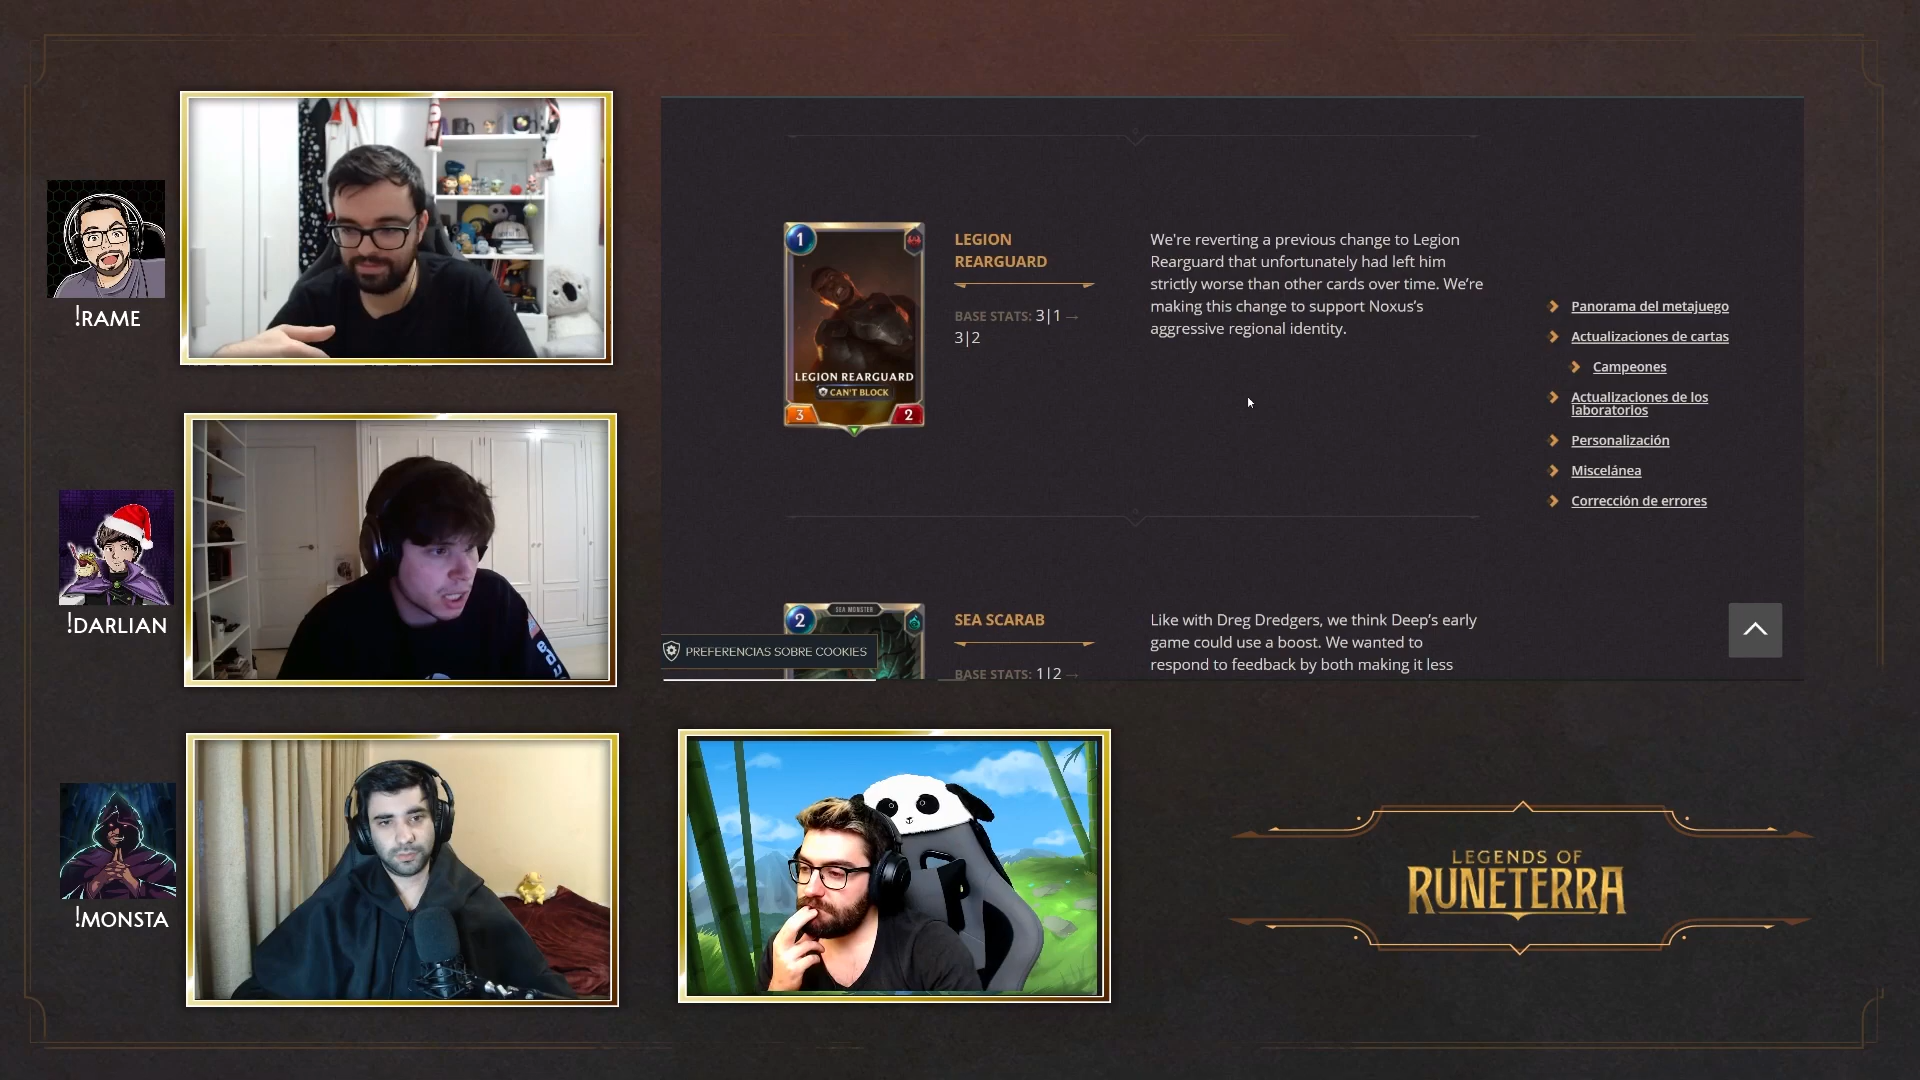 !RAME
!DARLIAN
!MONSTA
1
LEGION REARGUARD
CAN'T BLOCK
3
2
LEGION
REARGUARD
BASE STATS: 3|1 →
3|2
We're reverting a previous change to Legion
Rearguard that unfortunately had left him
strictly worse than other cards over time. We're
making this change to support Noxus's
aggressive regional identity.
Panorama del metajuego
Actualizaciones de cartas
Campeones
Actualizaciones de los
laboratorios
Personalización
Miscelánea
Corrección de errores
2
SEA MONSTER
SEA SCARAB
BASE STATS: 1|2 →
Like with Dreg Dredgers, we think Deep's early
game could use a boost. We wanted to
respond to feedback by both making it less
PREFERENCIAS SOBRE COOKIES
LEGENDS OF
RUNETERRA